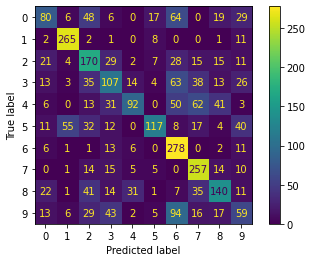 0 80 6 48 6 0 17 64 0 19 29
1 2 265 2 1 0 8 0 0 1 11
2 21 4 170 29 2 7 28 15 15 11
3 13 3 35 107 14 4 63 38 13 26
4 6 0 13 31 92 0 50 62 41 3
5 11 55 32 12 0 117 8 17 4 40
6 6 1 1 13 6 0 278 0 2 11
7 0 1 14 15 5 5 0 257 14 10
8 22 1 41 14 31 1 7 35 140 11
9 13 6 29 43 2 5 94 16 17 59
0 1 2 3 4 5 6 7 8 9
Predicted label
True label
250
200
150
100
50
0